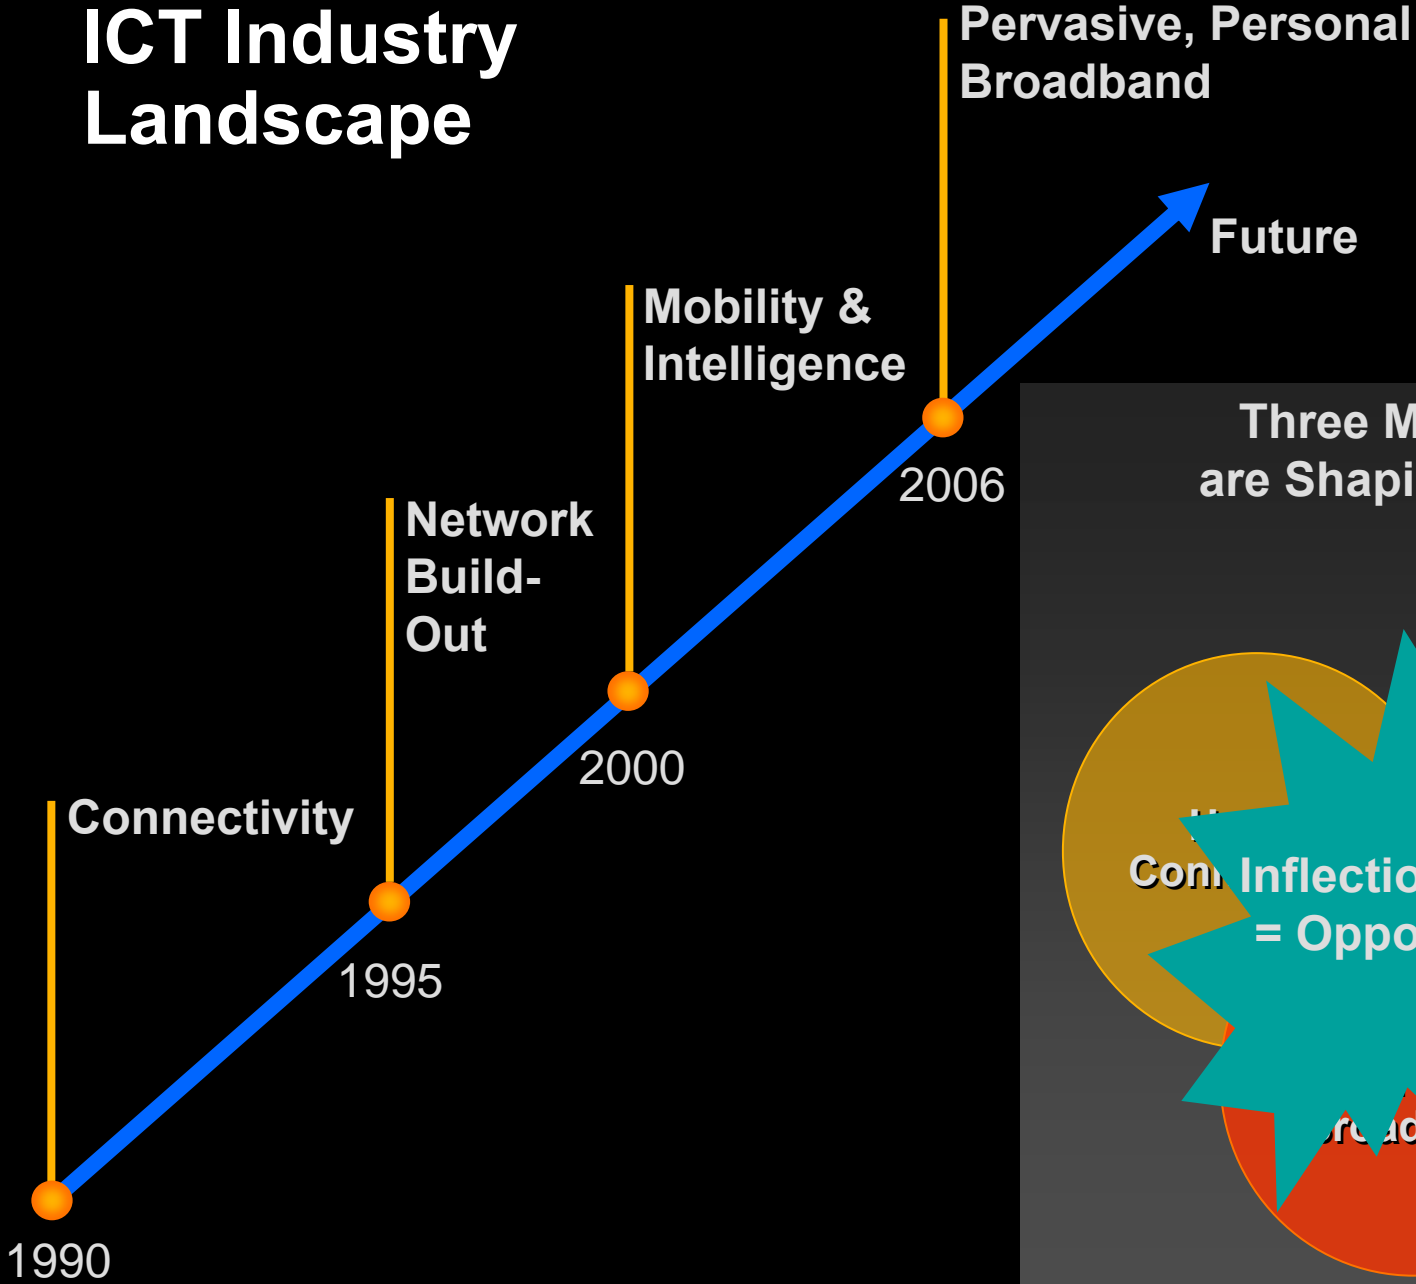 ICT Industry
Landscape
Pervasive, Personal
Broadband
Future
Mobility &
Intelligence
2006
Network
Build-
Out
2000
Connectivity
1995
1990
Three M
are Shapi
Con
Inflectio
= Oppo